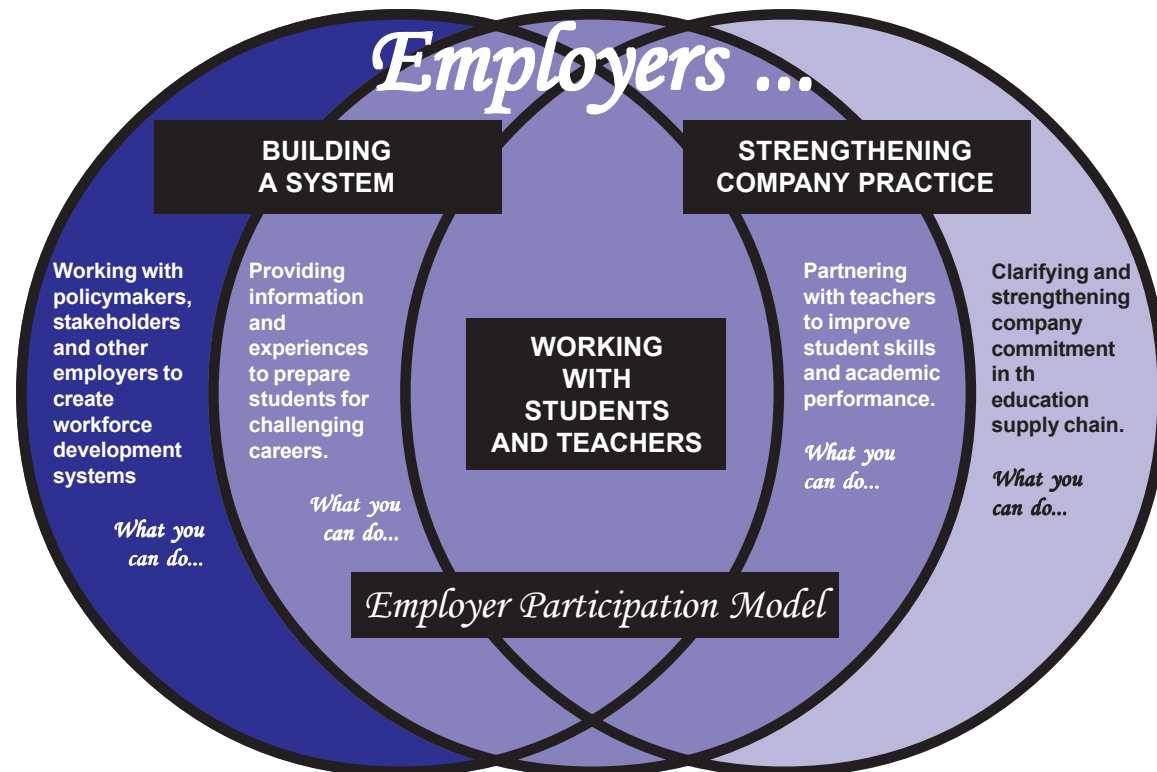 Employers ...
BUILDING
A SYSTEM
STRENGTHENING
COMPANY PRACTICE
Working with
policymakers,
stakeholders
and other
employers to
create
workforce
development
systems
What you
can do...
Providing
information
and
experiences
to prepare
students for
challenging
careers.
What you
can do...
WORKING
WITH
STUDENTS
AND TEACHERS
Partnering
with teachers
to improve
student skills
and academic
performance.
What you
can do...
Clarifying and
strengthening
company
commitment
in th
education
supply chain.
What you
can do...
Employer Participation Model